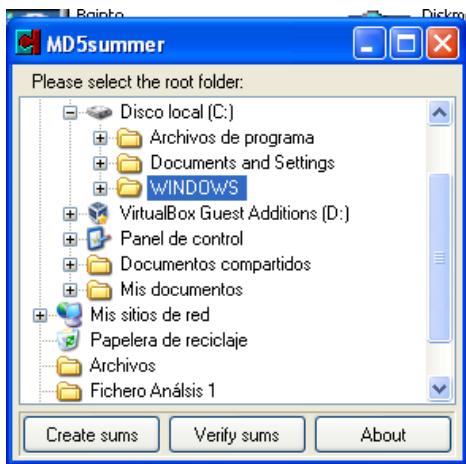 Bginfo
Diskm
MD5summer
Please select the root folder:
Disco local (C:)
Archivos de programa
Documents and Settings
WINDOWS
VirtualBox Guest Additions (D:)
Panel de control
Documentos compartidos
Mis documentos
Mis sitios de red
Papelera de reciclaje
Archivos
Fichero Análsis 1
Create sums
Verify sums
About